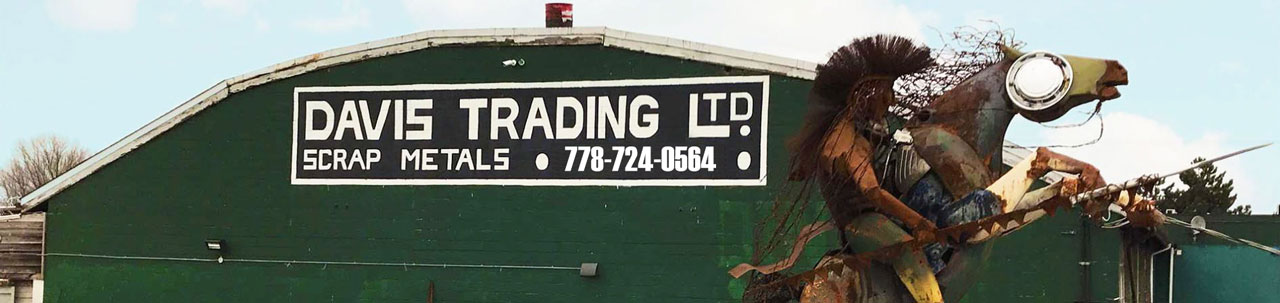 DAVIS TRADING LTD.
SCRAP METALS • 778-724-0564 •